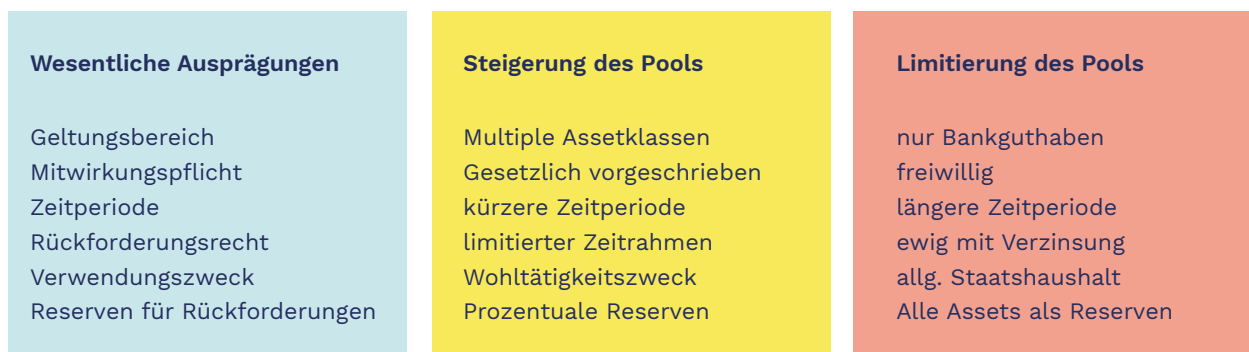 Wesentliche Ausprägungen
Geltungsbereich
Mitwirkungspflicht
Zeitperiode
Rückforderungsrecht
Verwendungszweck
Reserven für Rückforderungen
Steigerung des Pools
Multiple Assetklassen
Gesetzlich vorgeschrieben
kürzere Zeitperiode
limitierter Zeitrahmen
Wohltätigkeitszweck
Prozentuale Reserven
Limitierung des Pools
nur Bankguthaben
freiwillig
längere Zeitperiode
ewig mit Verzinsung
allg. Staatshaushalt
Alle Assets als Reserven